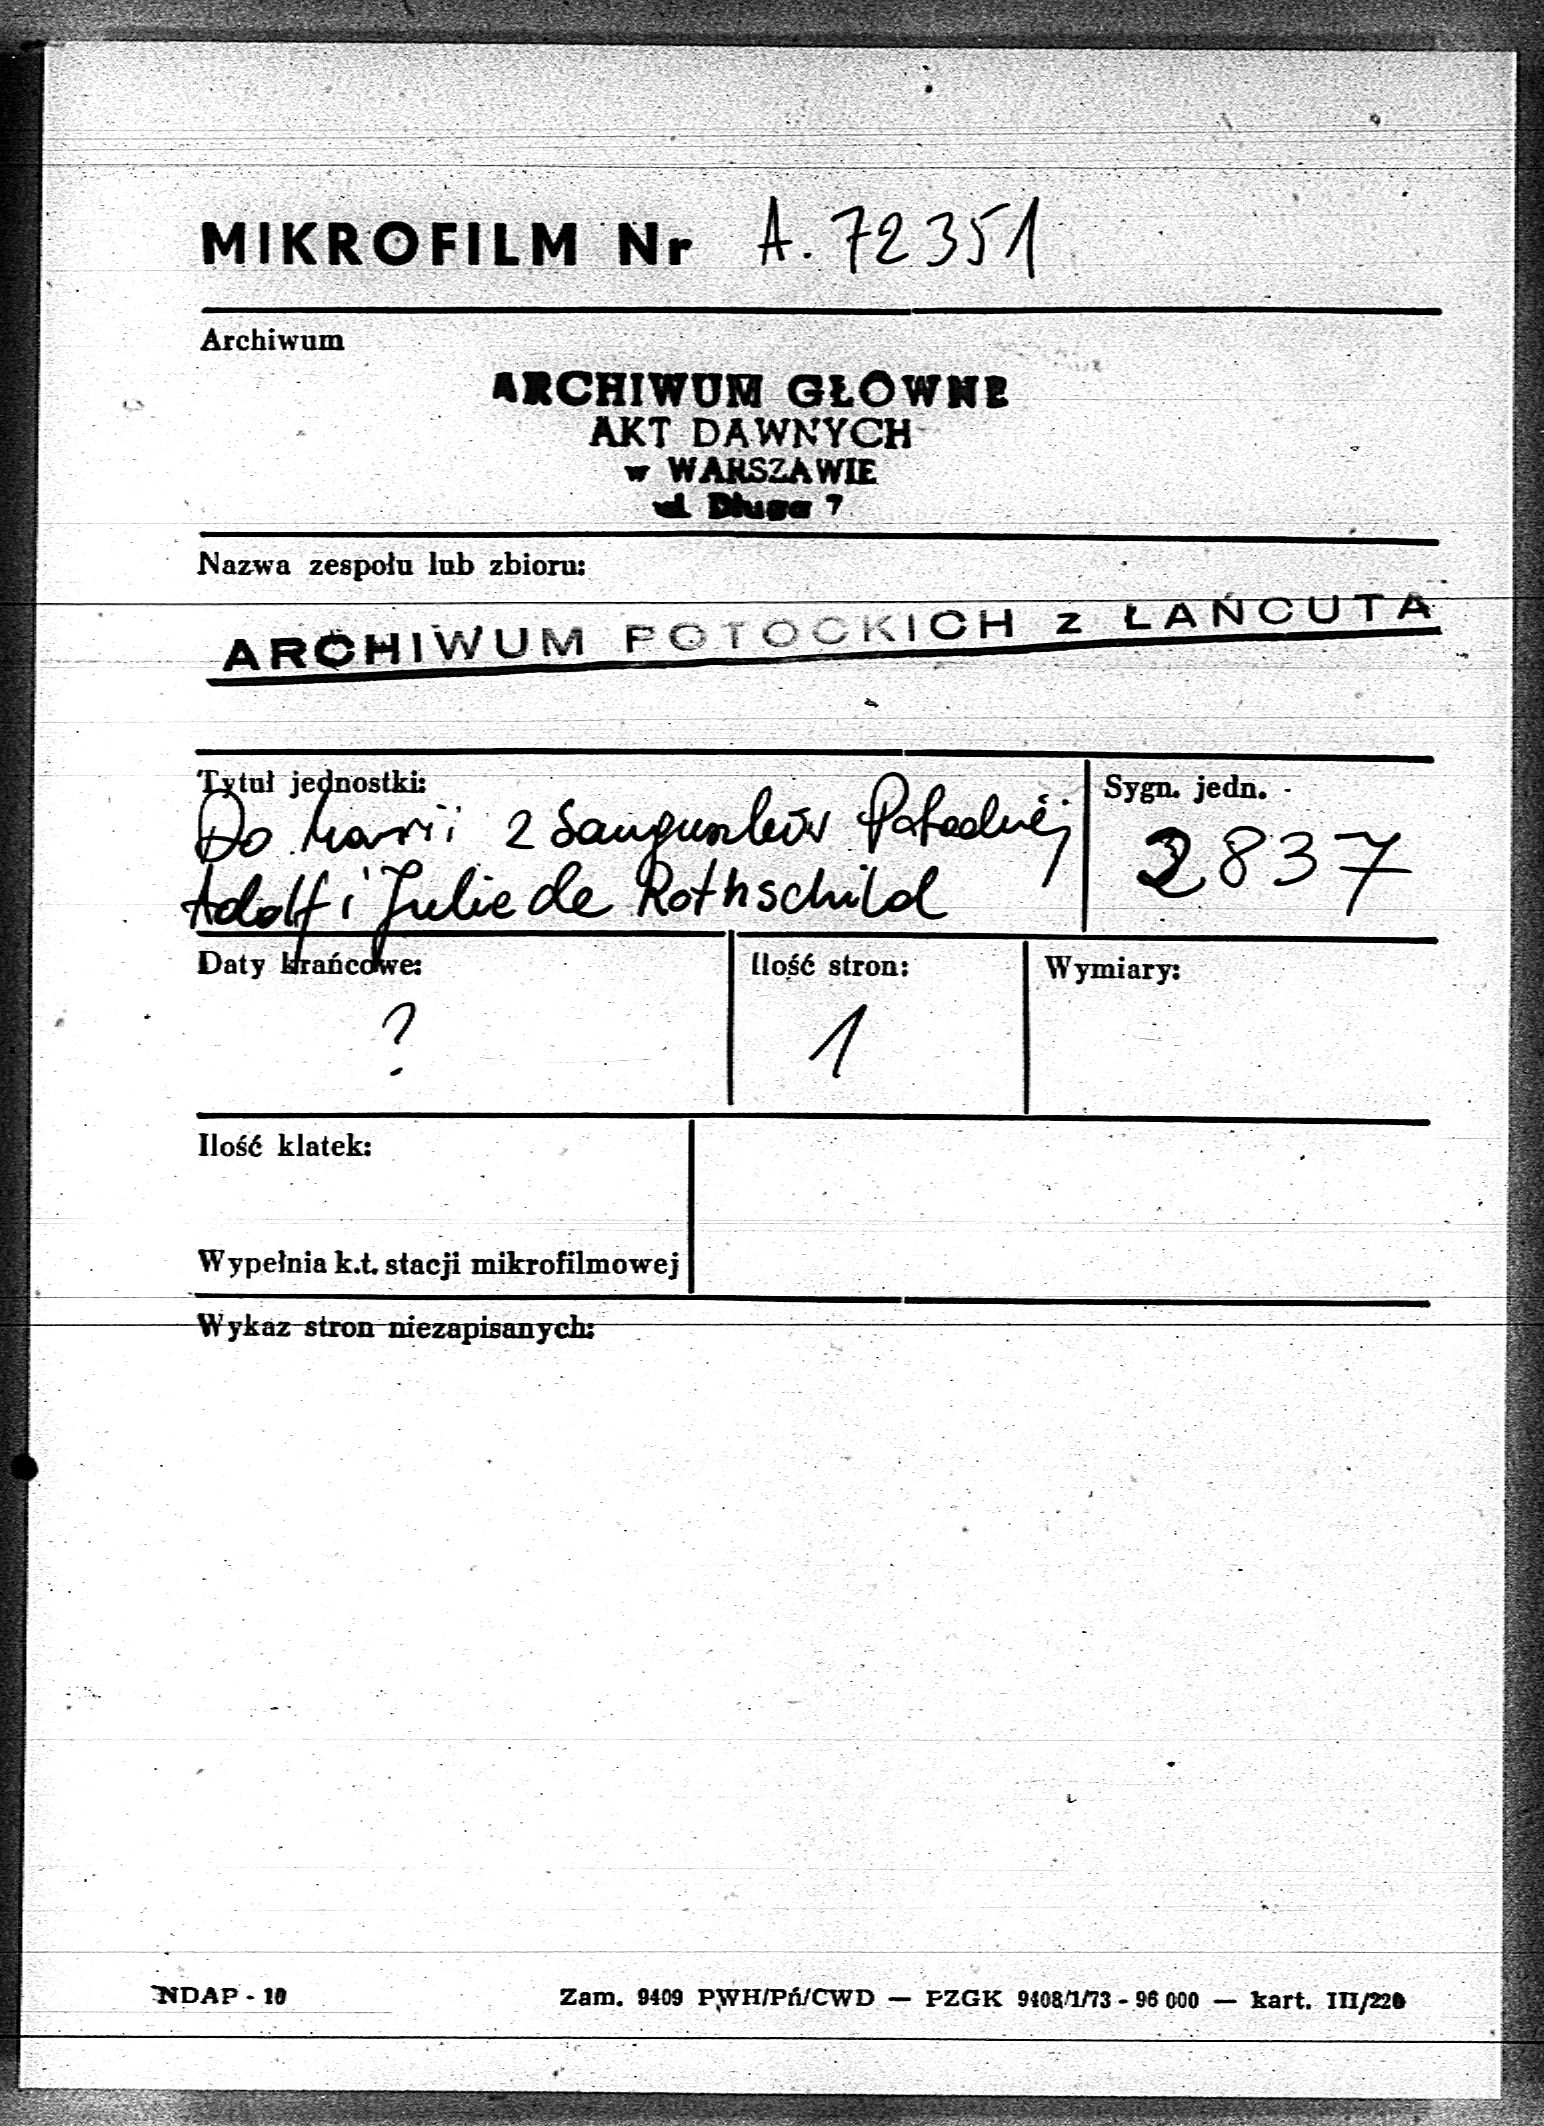 MIKROFILM Nr A. 72351
Archiwum
ARCHIWUM GŁÓWNE
AKT DAWNYCH
w WARSZAWIE
ul. Długa 7
Nazwa zespołu lub zbioru:
ARCHIWUM POTOCKICH z ŁAŃCUTA
Tytuł jednostki: Sygn. jedn.
Do Marii z Sanguszków Potockiej, 2837
Adolf i Julie de Rothschild
Daty krańcowe: Ilość stron: Wymiary:
? 1
Ilość klatek:
Wypełnia k.t. stacji mikrofilmowej
Wykaz stron niezapisanych:
NDAP - 10 Zam. 9409 PWH/Pń/CWD — PZGK 9408/1/73 - 96 000 — kart. III/220